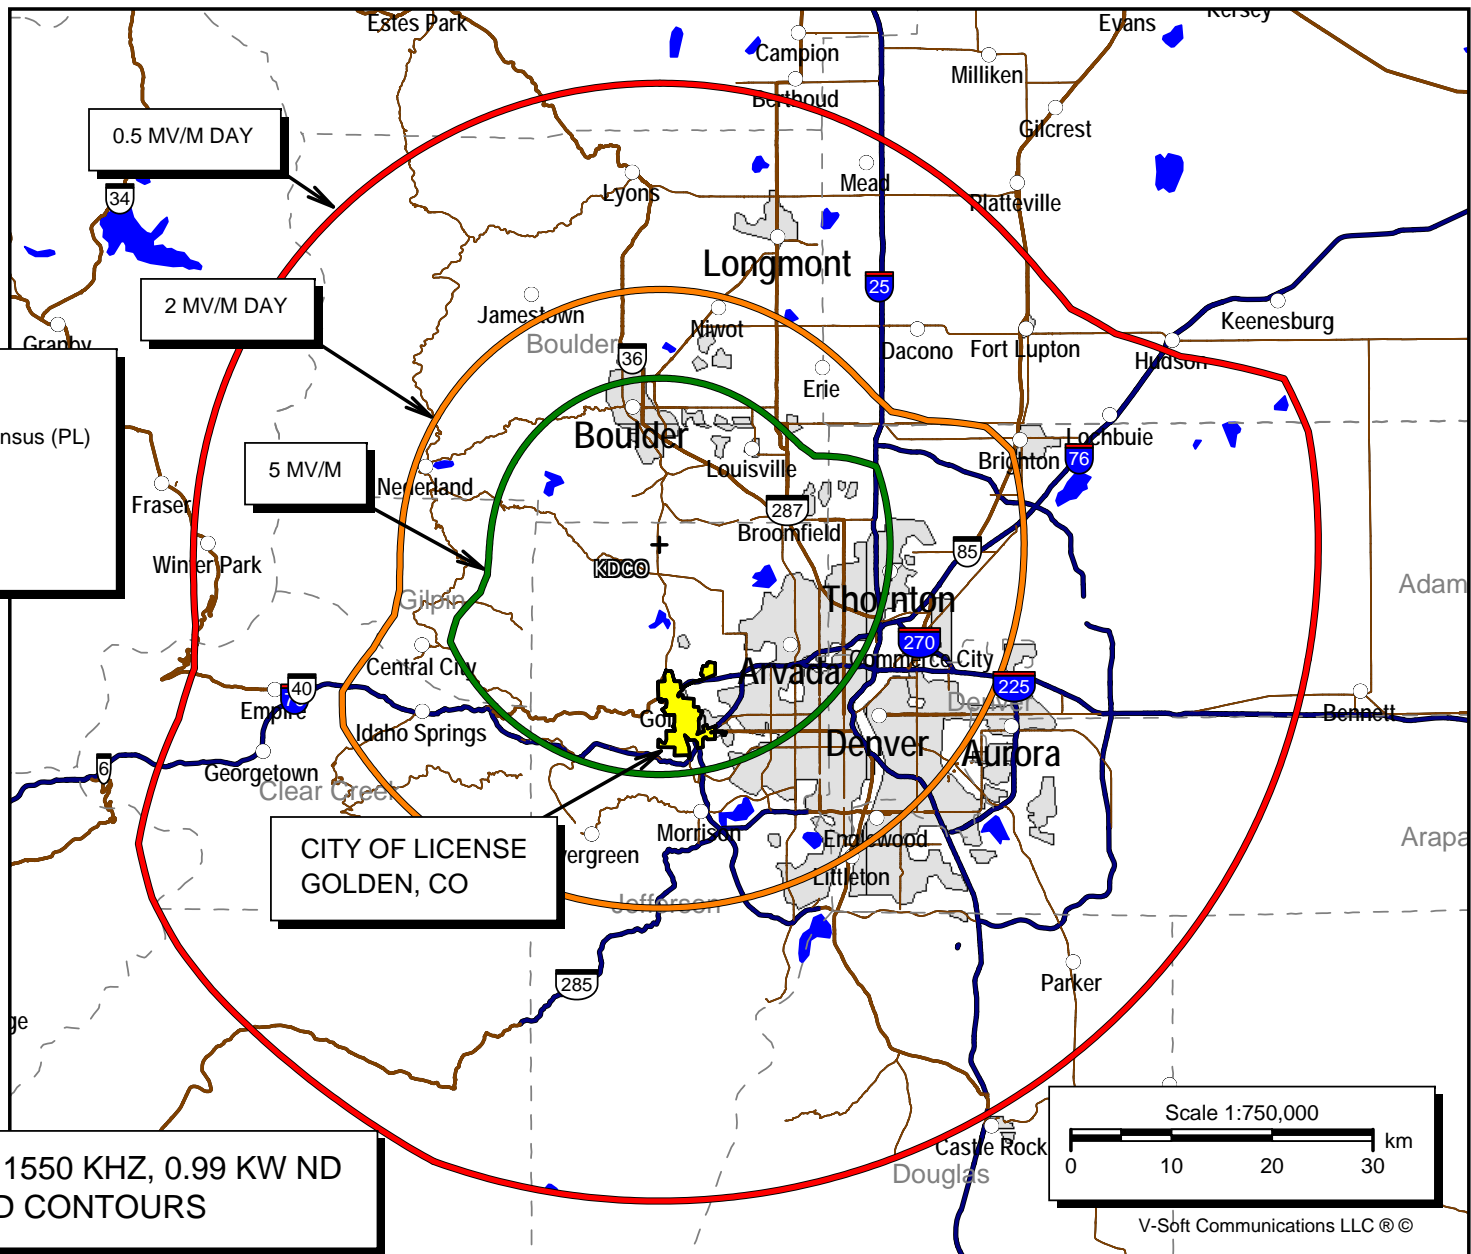 Estes Park
Evans
Kersey
Campion
Milliken
Berthoud
0.5 MV/M DAY
Gilcrest
Mead
Lyons
34
Platteville
Longmont
25
2 MV/M DAY
Jamestown
Niwot
Keenesburg
Granby
Boulder
36
Dacono
Fort Lupton
Hudson
Erie
nsus (PL)
Boulder
Lochbuie
5 MV/M
Louisville
Brighton
76
Nederland
Fraser
287
Broomfield
85
Winter Park
KDCO
Adam
Gilpin
Thornton
270
Central City
Arvada
Commerce City
225
40
Denver
Empire
Bennett
Idaho Springs
Denver
Aurora
6
Georgetown
Clear Creek
Morrison
Englewood
Arapa
CITY OF LICENSE
GOLDEN, CO
vergreen
Littleton
Jefferson
285
Parker
ge
Scale 1:750,000
km
0 10 20 30
Castle Rock
Douglas
1550 KHZ, 0.99 KW ND
D CONTOURS
V-Soft Communications LLC ® ©